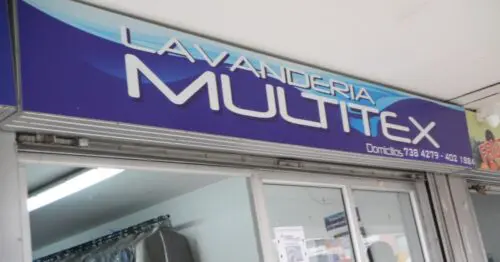 LAVANDERIA
MULTITEX
Domicilios 738 4279 - 402 1884